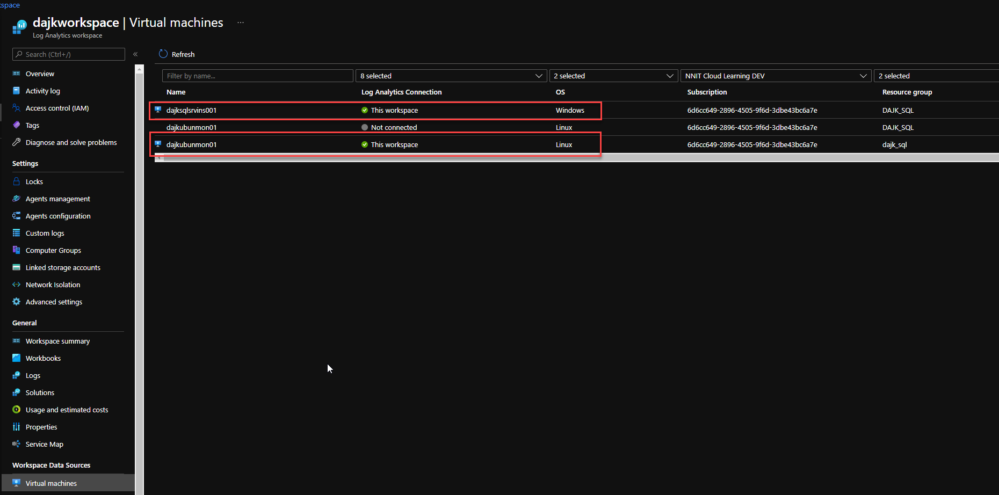 space
dajkworkspace | Virtual machines ...
Log Analytics workspace
Search (Ctrl+/) «
Refresh
Overview
Activity log
Access control (IAM)
Tags
Diagnose and solve problems
Settings
Locks
Agents management
Agents configuration
Custom logs
Computer Groups
Linked storage accounts
Network Isolation
Advanced settings
General
Workspace summary
Workbooks
Logs
Solutions
Usage and estimated costs
Properties
Service Map
Workspace Data Sources
Virtual machines
Filter by name... 8 selected 2 selected NNIT Cloud Learning DEV 2 selected
Name Log Analytics Connection OS Subscription Resource group
dajksqlsrvins001 This workspace Windows 6d6cc649-2896-4505-9f6d-3dbe43bc6a7e DAJK_SQL
dajkubunmon01 Not connected Linux 6d6cc649-2896-4505-9f6d-3dbe43bc6a7e DAJK_SQL
dajkubunmon01 This workspace Linux 6d6cc649-2896-4505-9f6d-3dbe43bc6a7e dajk_sql